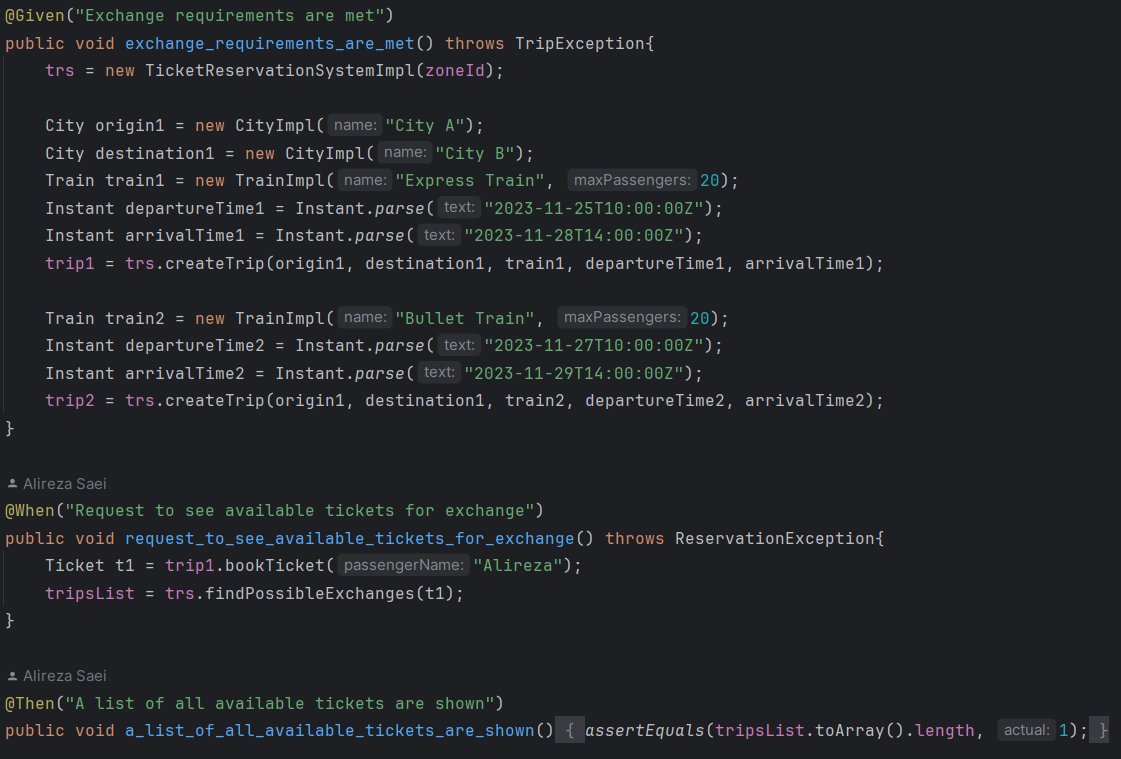 @Given("Exchange requirements are met")
public void exchange_requirements_are_met() throws TripException{
    trs = new TicketReservationSystemImpl(zoneId);

    City origin1 = new CityImpl( name: "City A");
    City destination1 = new CityImpl( name: "City B");
    Train train1 = new TrainImpl( name: "Express Train",  maxPassengers: 20);
    Instant departureTime1 = Instant.parse( text: "2023-11-25T10:00:00Z");
    Instant arrivalTime1 = Instant.parse( text: "2023-11-28T14:00:00Z");
    trip1 = trs.createTrip(origin1, destination1, train1, departureTime1, arrivalTime1);

    Train train2 = new TrainImpl( name: "Bullet Train",  maxPassengers: 20);
    Instant departureTime2 = Instant.parse( text: "2023-11-27T10:00:00Z");
    Instant arrivalTime2 = Instant.parse( text: "2023-11-29T14:00:00Z");
    trip2 = trs.createTrip(origin1, destination1, train2, departureTime2, arrivalTime2);
}

Alireza Saei
@When("Request to see available tickets for exchange")
public void request_to_see_available_tickets_for_exchange() throws ReservationException{
    Ticket t1 = trip1.bookTicket( passengerName: "Alireza");
    tripsList = trs.findPossibleExchanges(t1);
}

Alireza Saei
@Then("A list of all available tickets are shown")
public void a_list_of_all_available_tickets_are_shown() { assertEquals(tripsList.toArray().length,  actual: 1); }